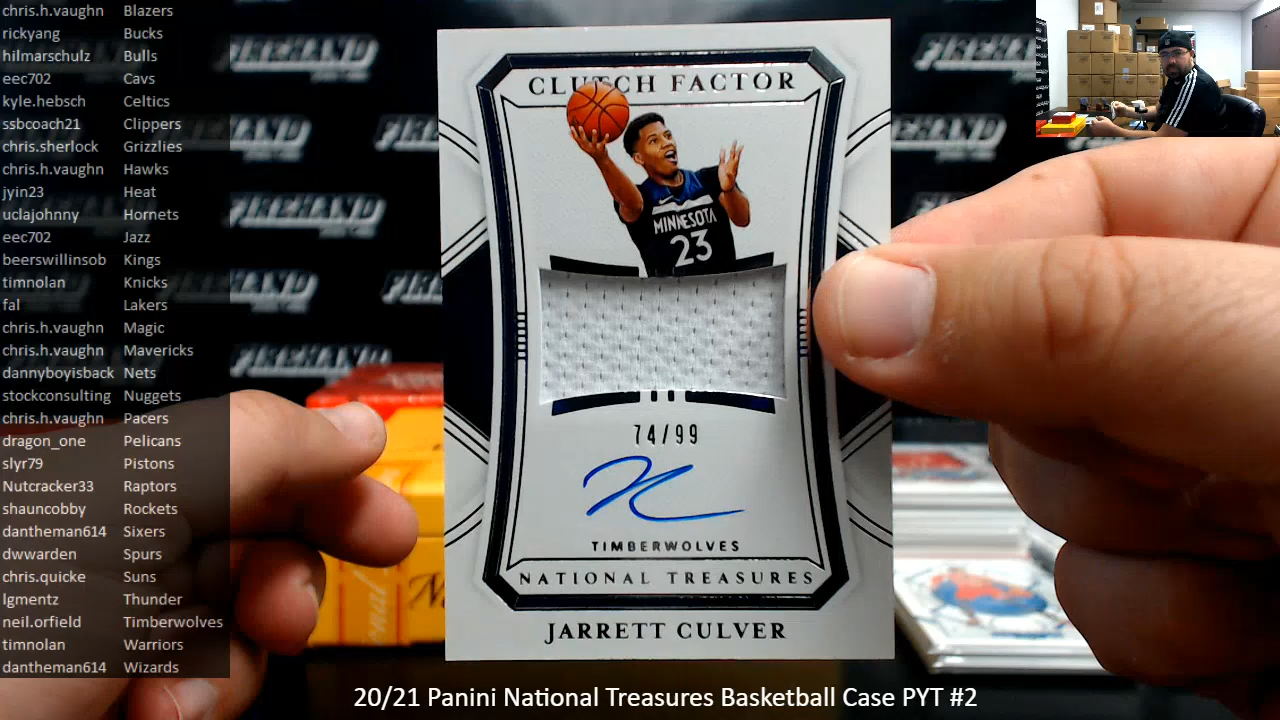 chris.h.vaughn Blazers
rickyang Bucks
hilmarschulz Bulls
eec702 Cavs
kyle.hebsch Celtics
ssbcoach21 Clippers
chris.sherlock Grizzlies
chris.h.vaughn Hawks
jyin23 Heat
uclajohnny Hornets
eec702 Jazz
beerswillinsob Kings
timnolan Knicks
fal Lakers
chris.h.vaughn Magic
chris.h.vaughn Mavericks
dannyboyisback Nets
stockconsulting Nuggets
chris.h.vaughn Pacers
dragon_one Pelicans
slyr79 Pistons
Nutcracker33 Raptors
shauncobby Rockets
dantheman614 Sixers
dwwarden Spurs
chris.quicke Suns
lgmentz Thunder
neil.orfield Timberwolves
timnolan Warriors
dantheman614 Wizards
CLUTCH FACTOR
MINNESOTA
23
74/99
TIMBERWOLVES
NATIONAL TREASURES
JARRETT CULVER
FIREHAND
FIREHAND
FIREHAND
20/21 Panini National Treasures Basketball Case PYT #2